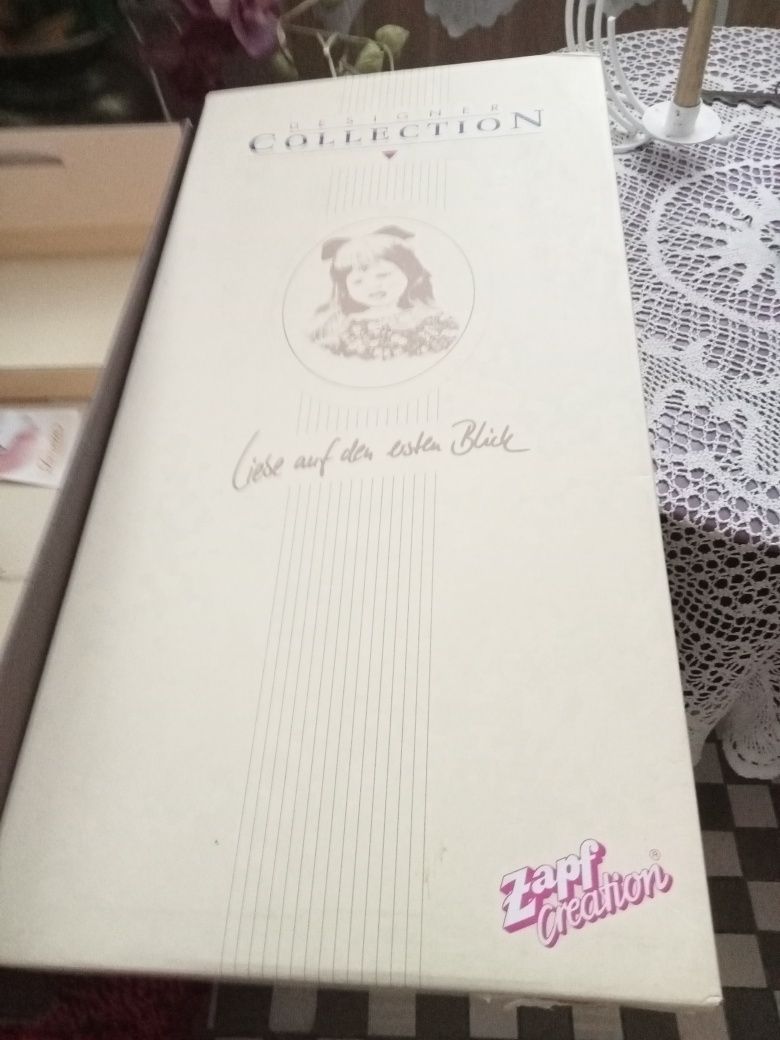 DESIGNER
COLLECTION
Liebe auf den ersten Blick
Zapf
Creation ®